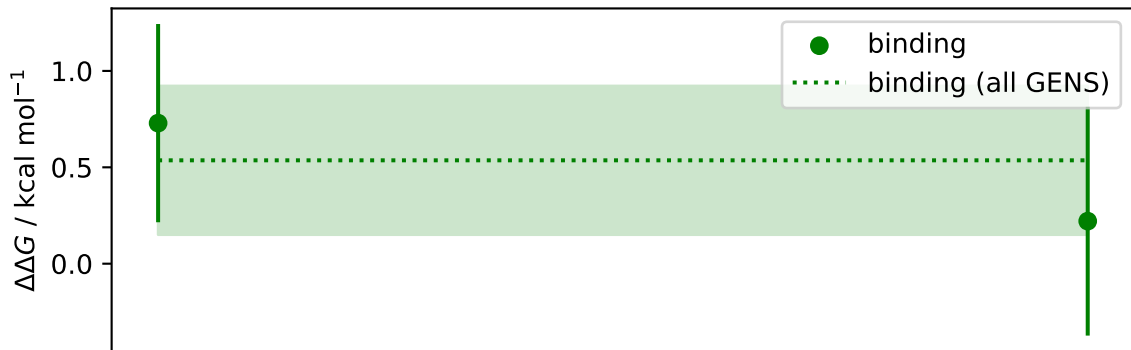 binding
binding (all GENS)
1.0
0.5
0.0
ΔΔG / kcal mol⁻¹